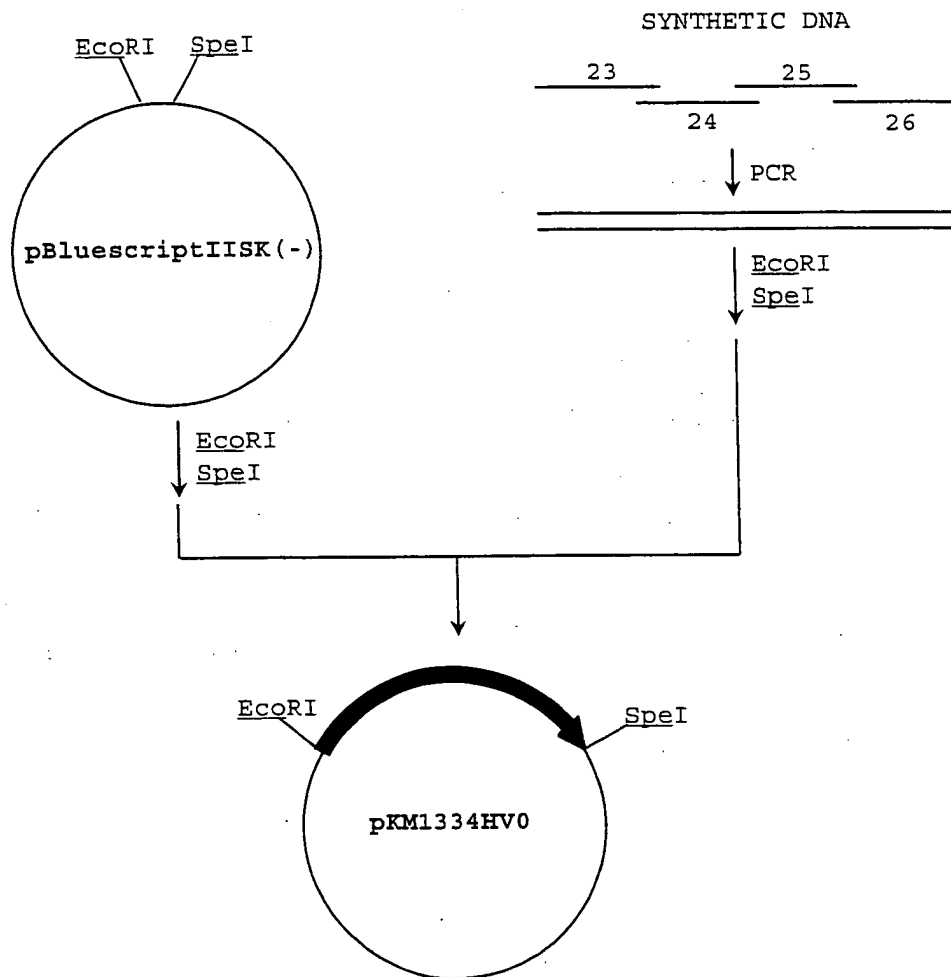 SYNTHETIC DNA
EcoRI SpeI
23 25
24 26
PCR
pBluescriptIISK(-)
EcoRI
SpeI
EcoRI
SpeI
EcoRI
SpeI
pKM1334HV0